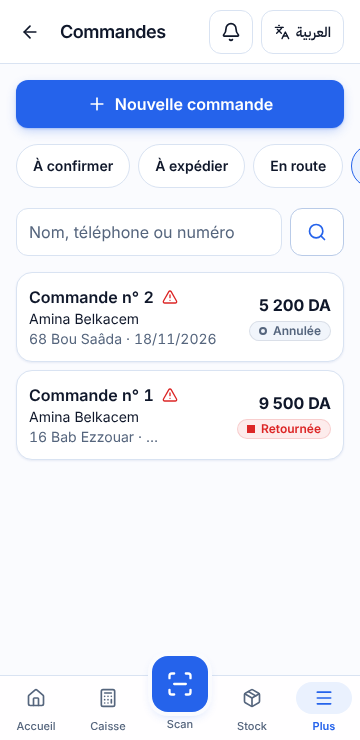 Commandes
العربية
Nouvelle commande
À confirmer
À expédier
En route
Nom, téléphone ou numéro
Commande n° 2
5 200 DA
Amina Belkacem
Annulée
68 Bou Saâda · 18/11/2026
Commande n° 1
9 500 DA
Amina Belkacem
Retournée
16 Bab Ezzouar · ...
Accueil
Caisse
Scan
Stock
Plus